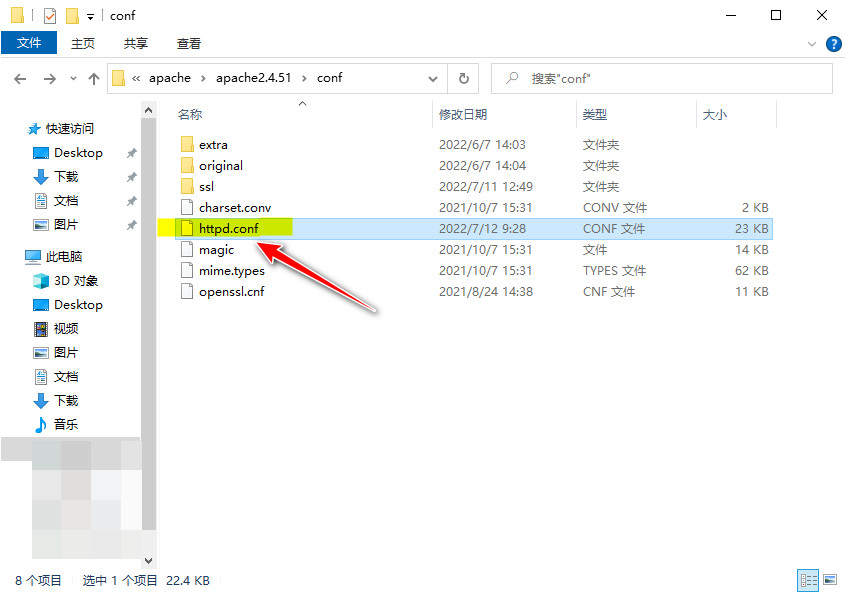 conf
文件 主页 共享 查看
« apache › apache2.4.51 › conf 搜索"conf"
名称 修改日期 类型 大小
快速访问
Desktop
下载
文档
图片
此电脑
3D 对象
Desktop
视频
图片
文档
下载
音乐
extra 2022/6/7 14:03 文件夹
original 2022/6/7 14:04 文件夹
ssl 2022/7/11 12:49 文件夹
charset.conv 2021/10/7 15:31 CONV 文件 2 KB
httpd.conf 2022/7/12 9:28 CONF 文件 23 KB
magic 2021/10/7 15:31 文件 14 KB
mime.types 2021/10/7 15:31 TYPES 文件 62 KB
openssl.cnf 2021/8/24 14:38 CNF 文件 11 KB
8 个项目 选中 1 个项目 22.4 KB